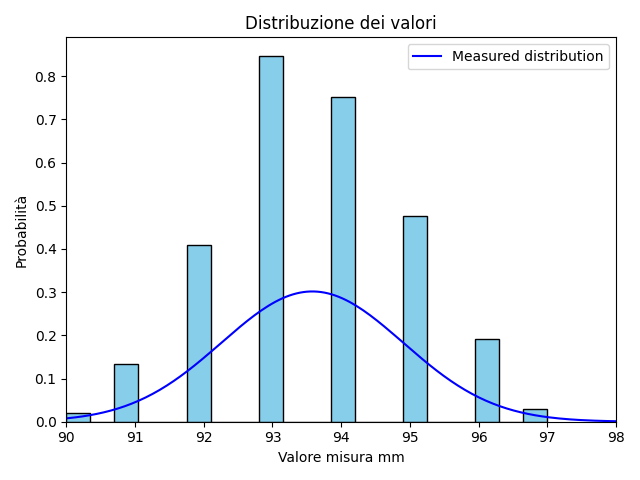 Distribuzione dei valori
Measured distribution
Probabilità
0.8
0.7
0.6
0.5
0.4
0.3
0.2
0.1
0.0
90 91 92 93 94 95 96 97 98
Valore misura mm